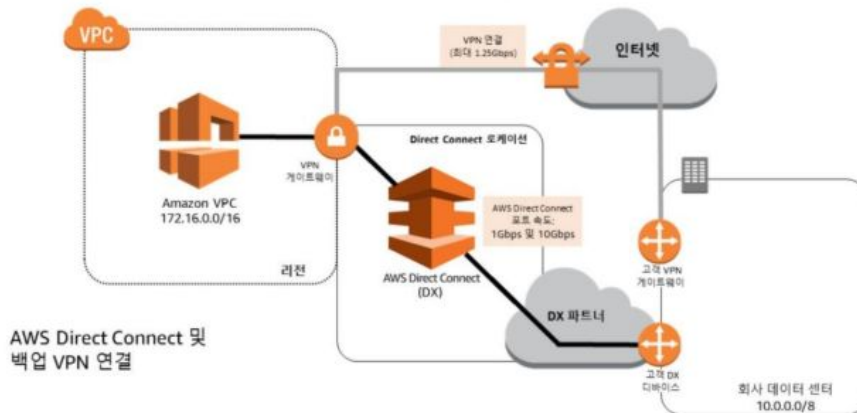 VPC
VPN 연결
(최대 1.25Gbps)
인터넷
Amazon VPC
172.16.0.0/16
VPN
게이트웨이
Direct Connect 로케이션
AWS Direct Connect
포트 속도:
1Gbps 및 10Gbps
리전
AWS Direct Connect
(DX)
고객 VPN
게이트웨이
DX 파트너
AWS Direct Connect 및
백업 VPN 연결
고객 DX
디바이스
회사 데이터 센터
10.0.0.0/8